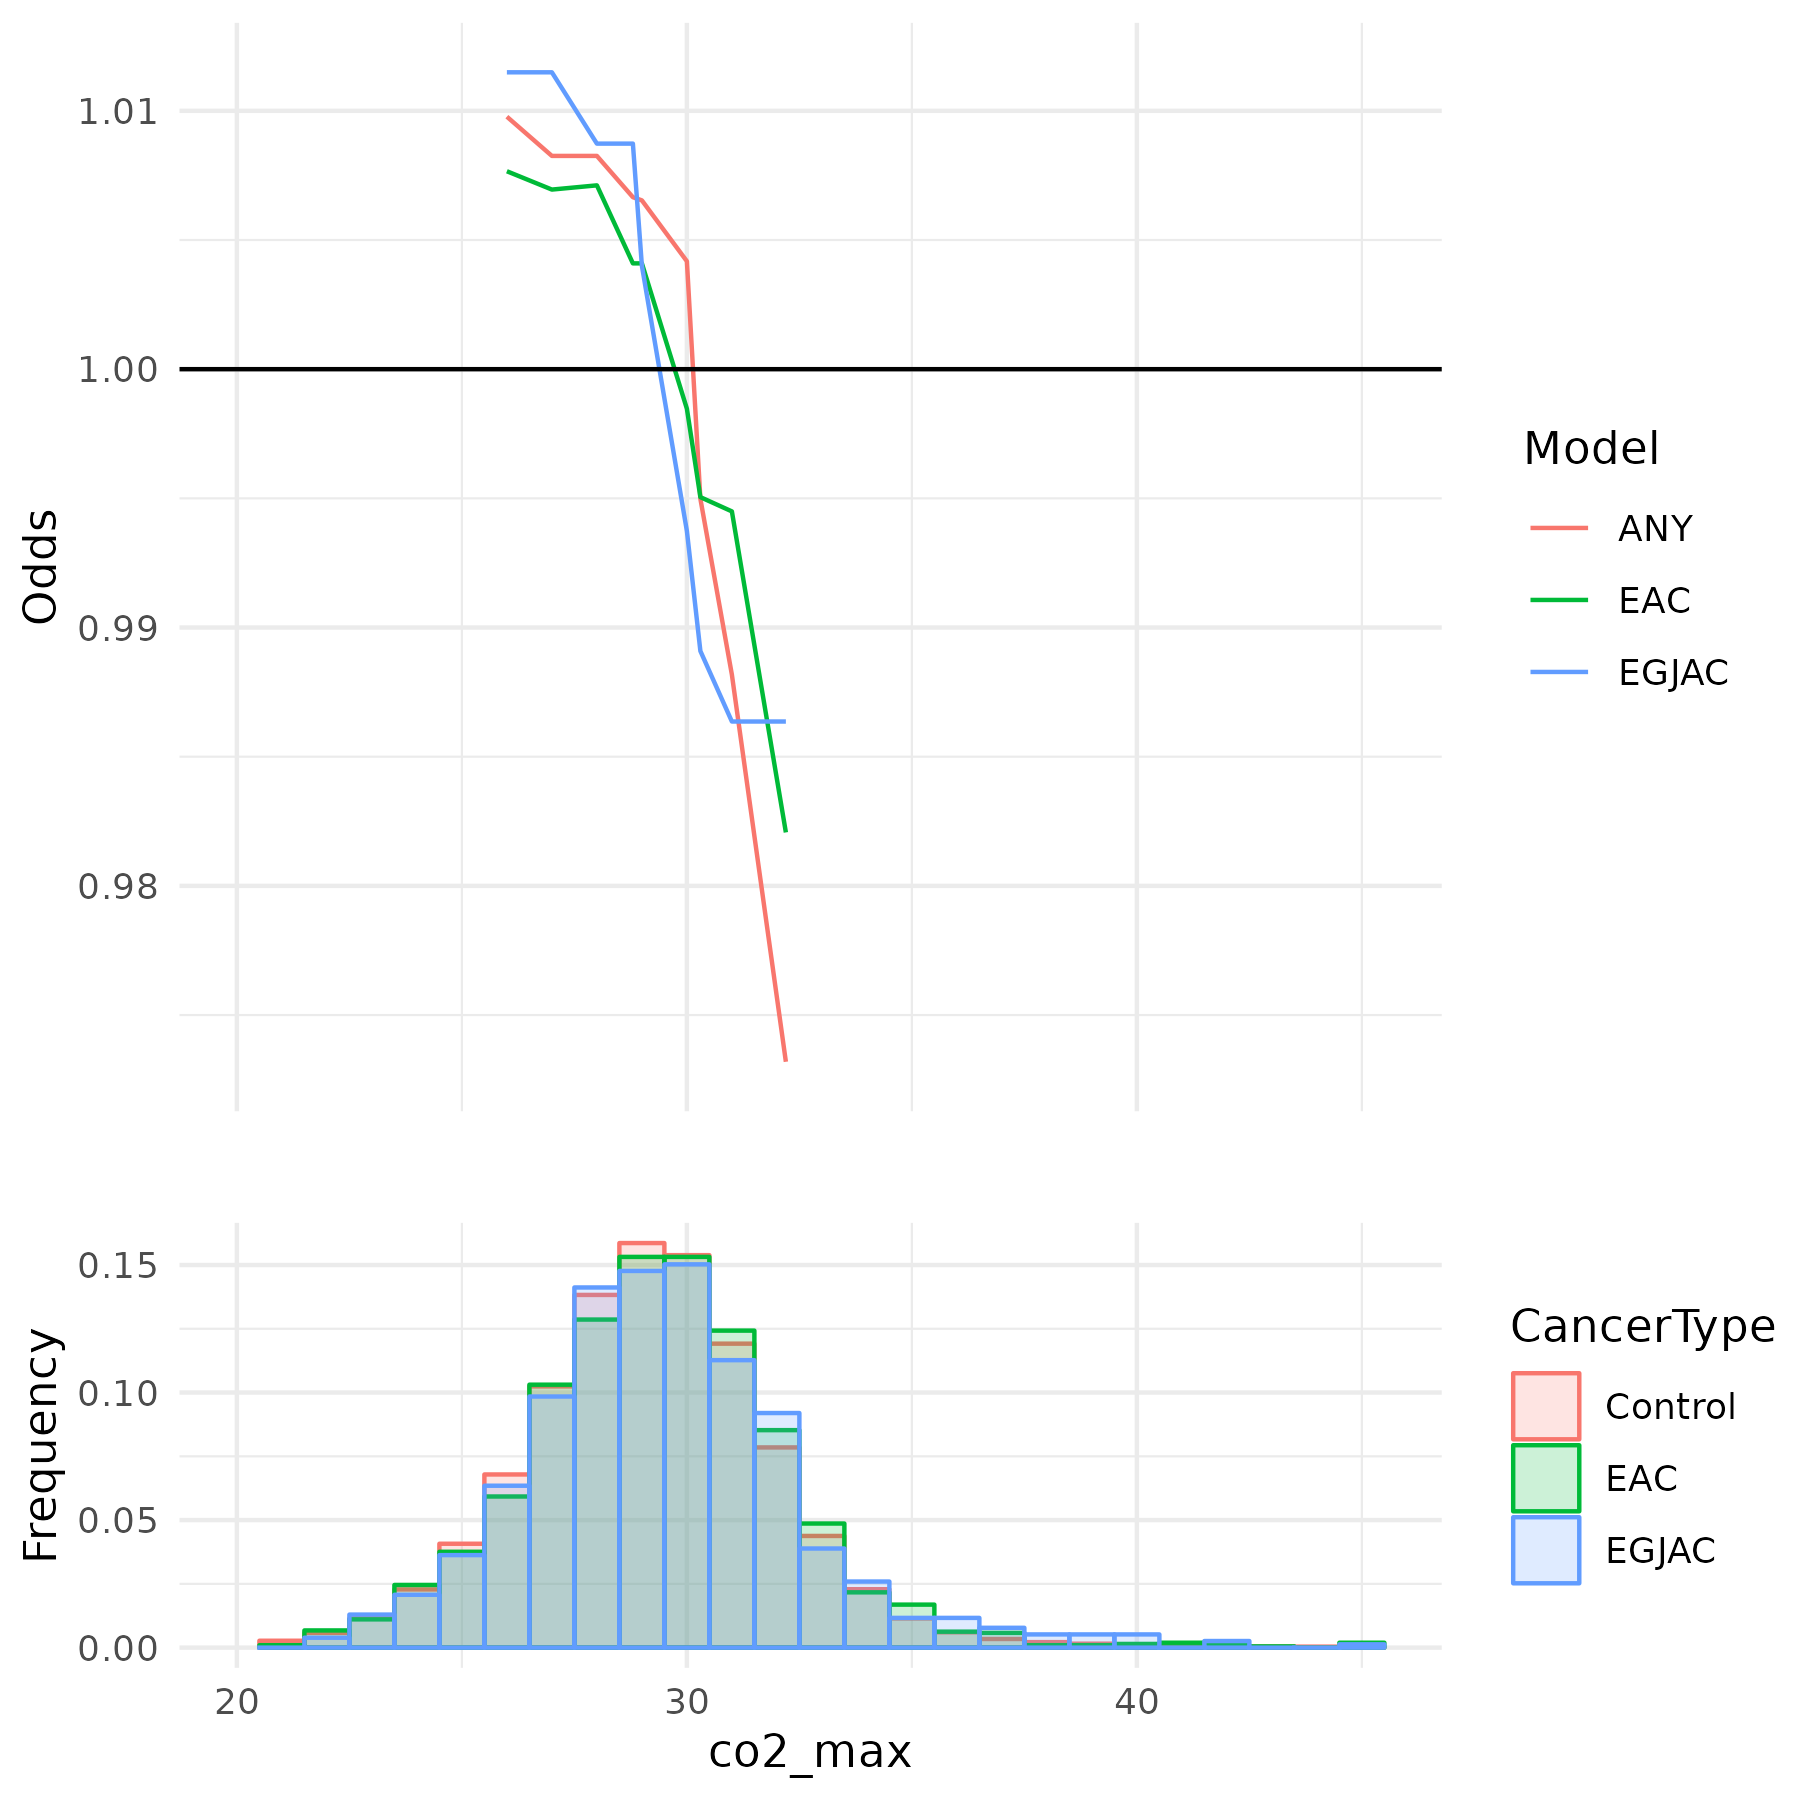 1.01
1.00
0.99
0.98
Odds
Model
ANY
EAC
EGJAC
0.15
0.10
0.05
0.00
Frequency
20 30 40
co2_max
CancerType
Control
EAC
EGJAC